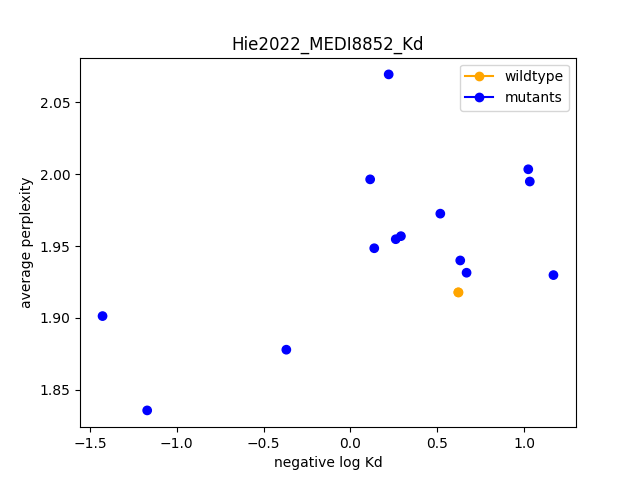 Hie2022_MEDI8852_Kd
wildtype
mutants
2.05
2.00
1.95
1.90
1.85
average perplexity
−1.5
−1.0
−0.5
0.0
0.5
1.0
negative log Kd